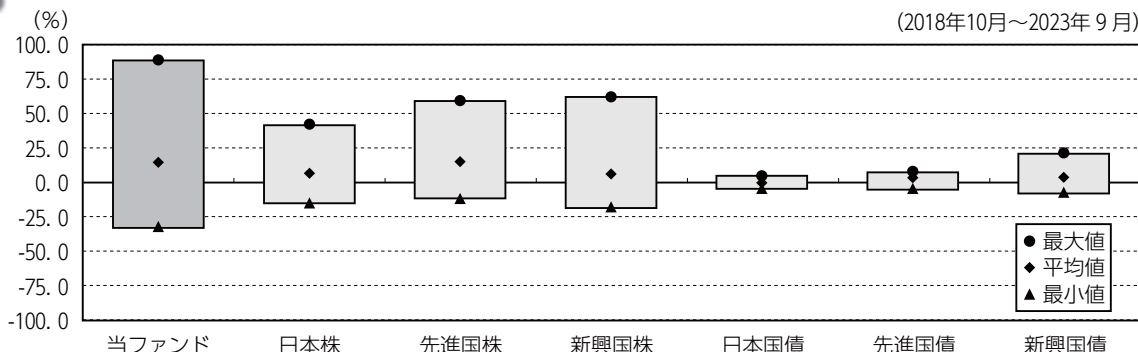 (%)
(2018年10月～2023年9月)
100.0
75.0
50.0
25.0
0.0
-25.0
-50.0
-75.0
-100.0
● 最大値
◆ 平均値
▲ 最小値
当ファンド 日本株 先進国株 新興国株 日本国債 先進国債 新興国債